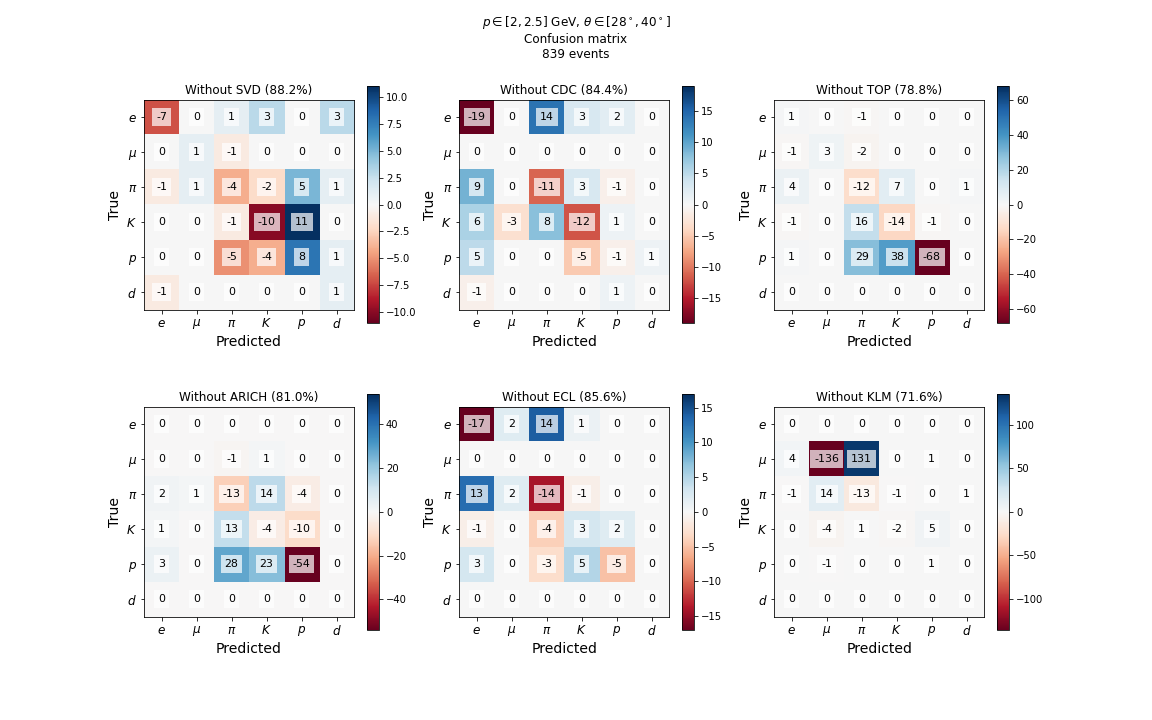 p ∈ [2, 2.5] GeV, θ ∈ [28°, 40°]
Confusion matrix
839 events
Without SVD (88.2%)
e -7 0 1 3 0 3
μ 0 1 -1 0 0 0
π -1 1 -4 -2 5 1
K 0 0 -1 -10 11 0
p 0 0 -5 -4 8 1
d -1 0 0 0 0 1
e μ π K p d
True
Predicted
10.0
7.5
5.0
2.5
0.0
−2.5
−5.0
−7.5
−10.0
Without CDC (84.4%)
e -19 0 14 3 2 0
μ 0 0 0 0 0 0
π 9 0 -11 3 -1 0
K 6 -3 8 -12 1 0
p 5 0 0 -5 -1 1
d -1 0 0 0 1 0
e μ π K p d
True
Predicted
15
10
5
0
−5
−10
−15
Without TOP (78.8%)
e 1 0 -1 0 0 0
μ -1 3 -2 0 0 0
π 4 0 -12 7 0 1
K -1 0 16 -14 -1 0
p 1 0 29 38 -68 0
d 0 0 0 0 0 0
e μ π K p d
True
Predicted
60
40
20
0
−20
−40
−60
Without ARICH (81.0%)
e 0 0 0 0 0 0
μ 0 0 -1 1 0 0
π 2 1 -13 14 -4 0
K 1 0 13 -4 -10 0
p 3 0 28 23 -54 0
d 0 0 0 0 0 0
e μ π K p d
True
Predicted
40
20
0
−20
−40
Without ECL (85.6%)
e -17 2 14 1 0 0
μ 0 0 0 0 0 0
π 13 2 -14 -1 0 0
K -1 0 -4 3 2 0
p 3 0 -3 5 -5 0
d 0 0 0 0 0 0
e μ π K p d
True
Predicted
15
10
5
0
−5
−10
−15
Without KLM (71.6%)
e 0 0 0 0 0 0
μ 4 -136 131 0 1 0
π -1 14 -13 -1 0 1
K 0 -4 1 -2 5 0
p 0 -1 0 0 1 0
d 0 0 0 0 0 0
e μ π K p d
True
Predicted
100
50
0
−50
−100